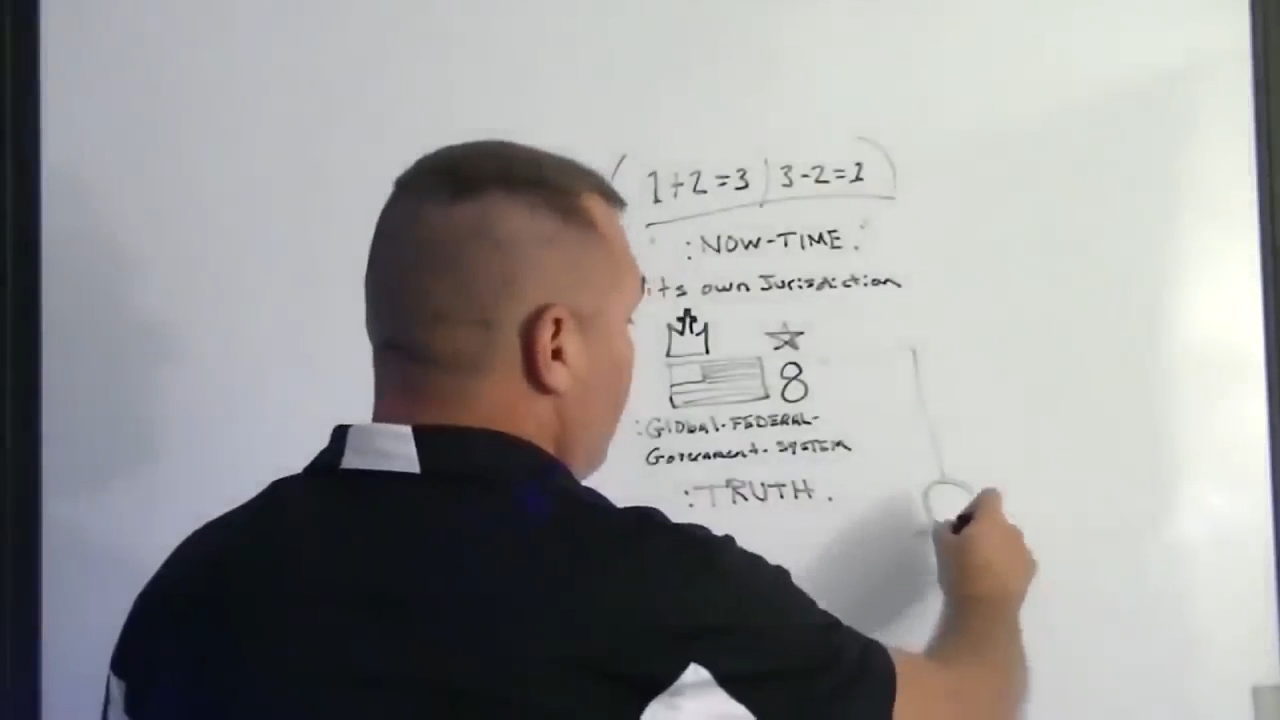 ( 1+2=3 | 3-2=1 )
: NOW-TIME.
its own Jurisdiction
8
:Global-FEDERAL-
Government-SYSTEM
:TRUTH.